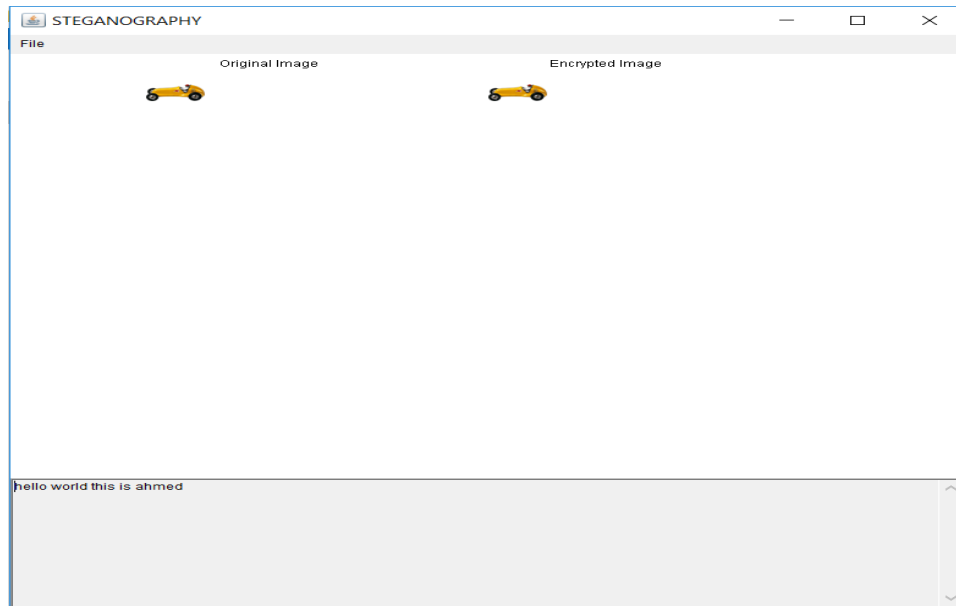 STEGANOGRAPHY
File
Original Image
Encrypted Image
hello world this is ahmed